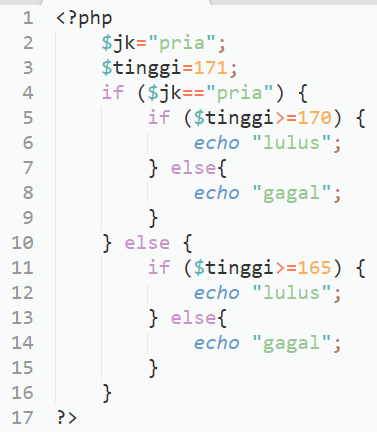 1 <?php
2     $jk="pria";
3     $tinggi=171;
4     if ($jk=="pria") {
5         if ($tinggi>=170) {
6             echo "lulus";
7         } else{
8             echo "gagal";
9         }
10     } else {
11         if ($tinggi>=165) {
12             echo "lulus";
13         } else{
14             echo "gagal";
15         }
16     }
17 ?>